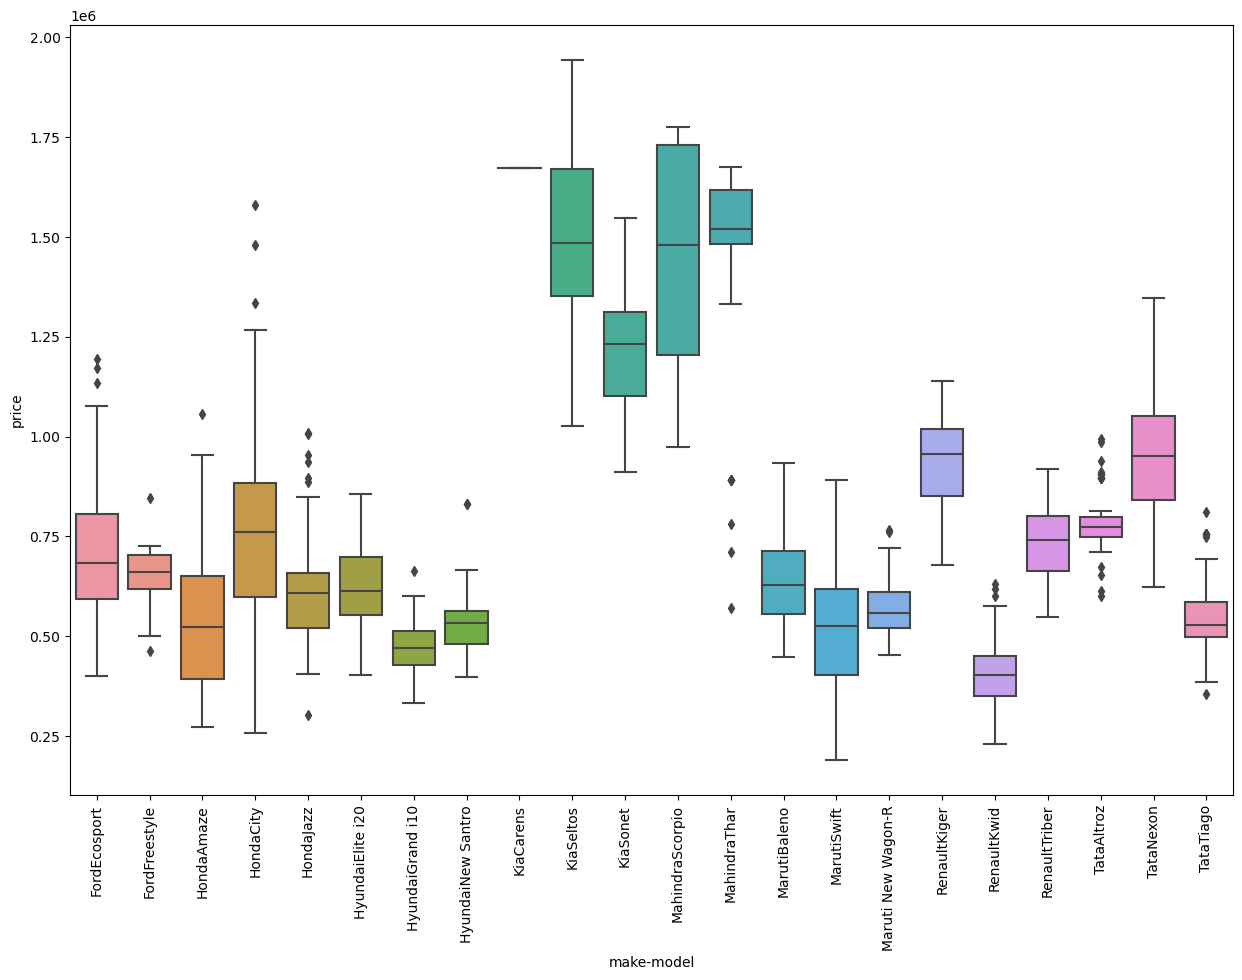 1e6
2.00
1.75
1.50
1.25
1.00
0.75
0.50
0.25
price
FordEcosport
FordFreestyle
HondaAmaze
HondaCity
HondaJazz
HyundaiElite i20
HyundaiGrand i10
HyundaiNew Santro
KiaCarens
KiaSeltos
KiaSonet
MahindraScorpio
MahindraThar
MarutiBaleno
MarutiSwift
Maruti New Wagon-R
RenaultKiger
RenaultKwid
RenaultTriber
TataAltroz
TataNexon
TataTiago
make-model